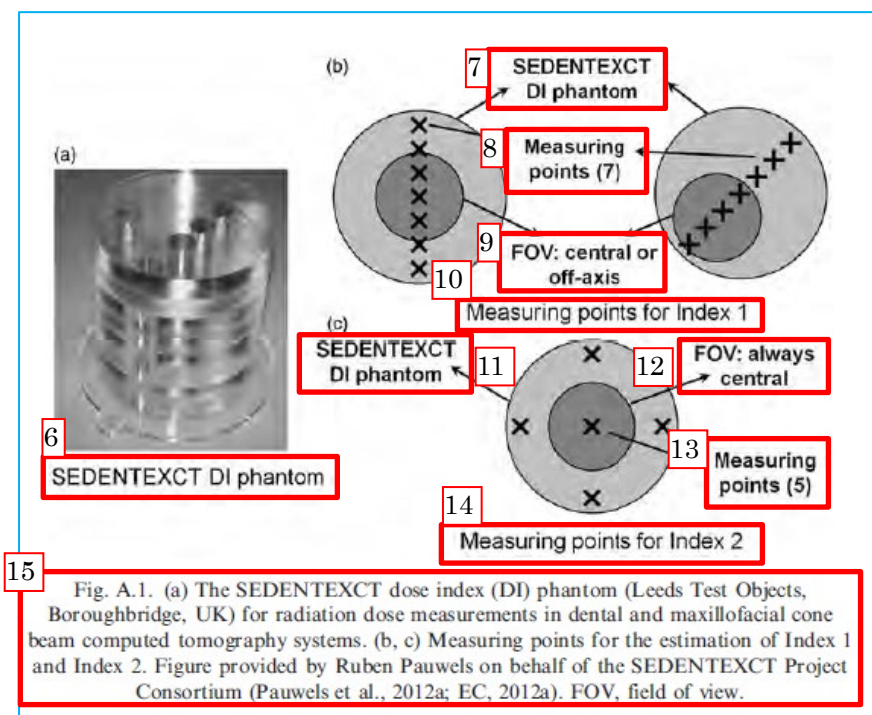 (a)
6
SEDENTEXCT DI phantom
(b)
7
SEDENTEXCT
DI phantom
8
Measuring
points (7)
9
FOV: central or
off-axis
10
Measuring points for Index 1
(c)
SEDENTEXCT
DI phantom
11
12
FOV: always
central
13
Measuring
points (5)
14
Measuring points for Index 2
15
Fig. A.1. (a) The SEDENTEXCT dose index (DI) phantom (Leeds Test Objects,
Boroughbridge, UK) for radiation dose measurements in dental and maxillofacial cone
beam computed tomography systems. (b, c) Measuring points for the estimation of Index 1
and Index 2. Figure provided by Ruben Pauwels on behalf of the SEDENTEXCT Project
Consortium (Pauwels et al., 2012a; EC, 2012a). FOV, field of view.